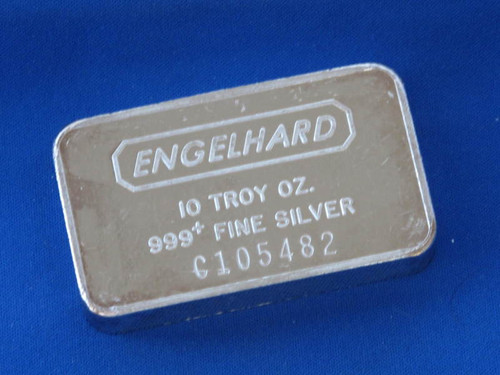 ENGELHARD
10 TROY OZ.
999+ FINE SILVER
C105482